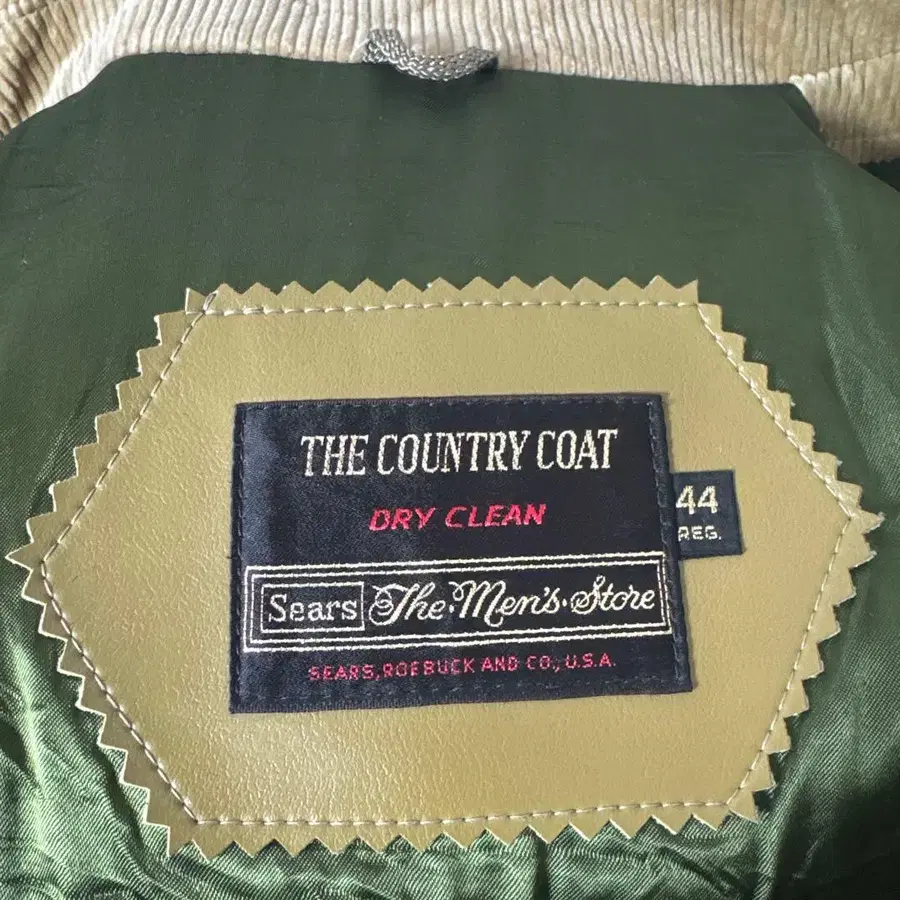 THE COUNTRY COAT
DRY CLEAN
44
REG.
Sears The·Men's·Store
SEARS, ROEBUCK AND CO., U.S.A.